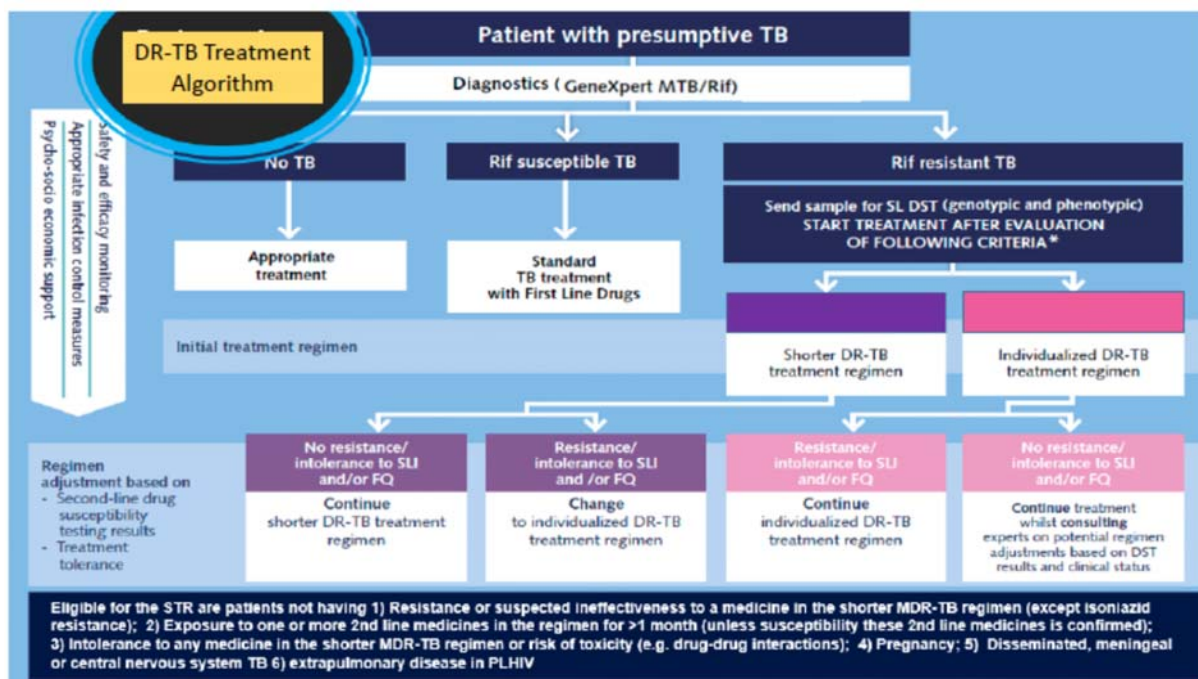 DR-TB Treatment
Algorithm
Patient with presumptive TB
Diagnostics ( GeneXpert MTB/Rif)
Safety and efficacy monitoring
Appropriate infection control measures
Psycho-socio economic support
No TB
Rif susceptible TB
Rif resistant TB
Appropriate
treatment
Standard
TB treatment
with First Line Drugs
Send sample for SL DST (genotypic and phenotypic)
START TREATMENT AFTER EVALUATION
OF FOLLOWING CRITERIA*
Initial treatment regimen
Shorter DR-TB
treatment regimen
Individualized DR-TB
treatment regimen
Regimen
adjustment based on
- Second-line drug
susceptibility
testing results
- Treatment
tolerance
No resistance/
intolerance to SLI
and/or FQ
Continue
shorter DR-TB treatment
regimen
Resistance/
intolerance to SLI
and /or FQ
Change
to individualized DR-TB
treatment regimen
Resistance/
intolerance to SLI
and/or FQ
Continue
individualized DR-TB
treatment regimen
No resistance/
intolerance to SLI
and/or FQ
Continue treatment
whilst consulting
experts on potential regimen
adjustments based on DST
results and clinical status
Eligible for the STR are patients not having 1) Resistance or suspected ineffectiveness to a medicine in the shorter MDR-TB regimen (except isoniazid
resistance); 2) Exposure to one or more 2nd line medicines in the regimen for >1 month (unless susceptibility these 2nd line medicines is confirmed);
3) Intolerance to any medicine in the shorter MDR-TB regimen or risk of toxicity (e.g. drug-drug interactions); 4) Pregnancy; 5) Disseminated, meningeal
or central nervous system TB 6) extrapulmonary disease in PLHIV